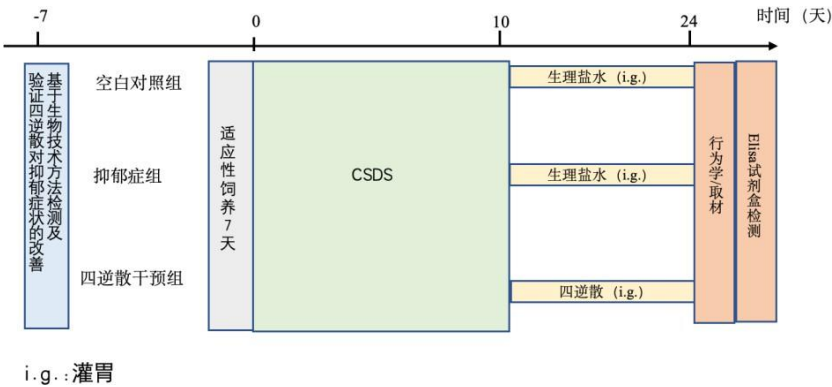 -7
0
10
24
时间（天）
基于生物技术方法检测及
验证四逆散对抑郁症状的改善
空白对照组
抑郁症组
四逆散干预组
适应性饲养7天
CSDS
生理盐水（i.g.）
生理盐水（i.g.）
四逆散（i.g.）
行为学/取材
Elisa试剂盒检测
i.g.:灌胃